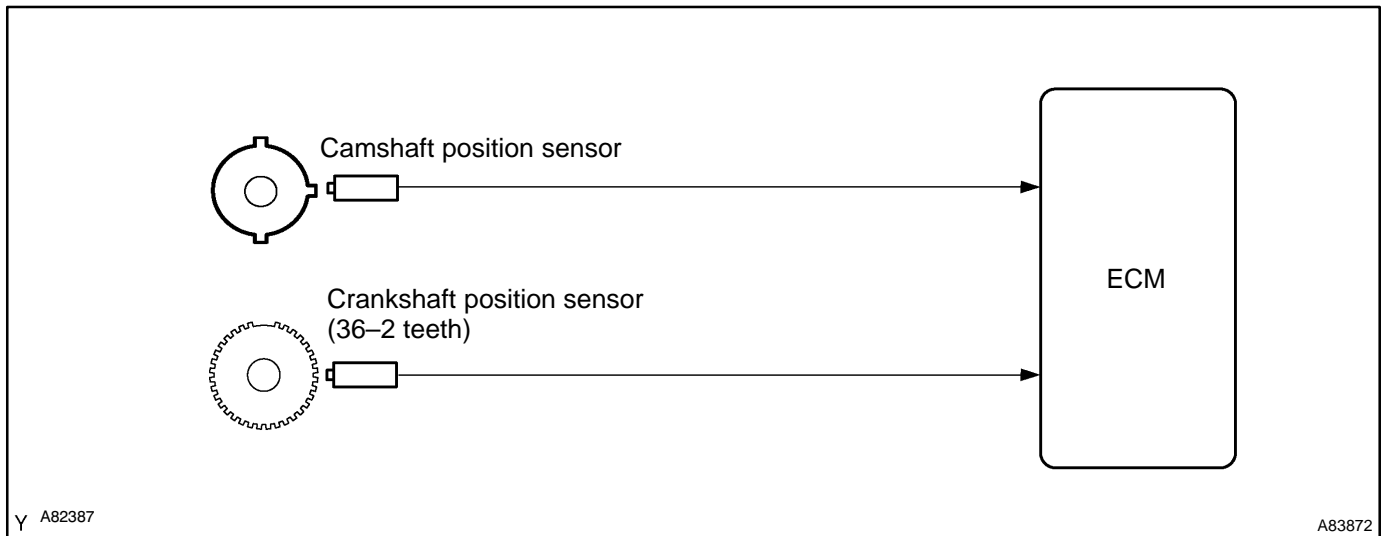 Camshaft position sensor
Crankshaft position sensor
(36–2 teeth)
ECM
Y A82387
A83872